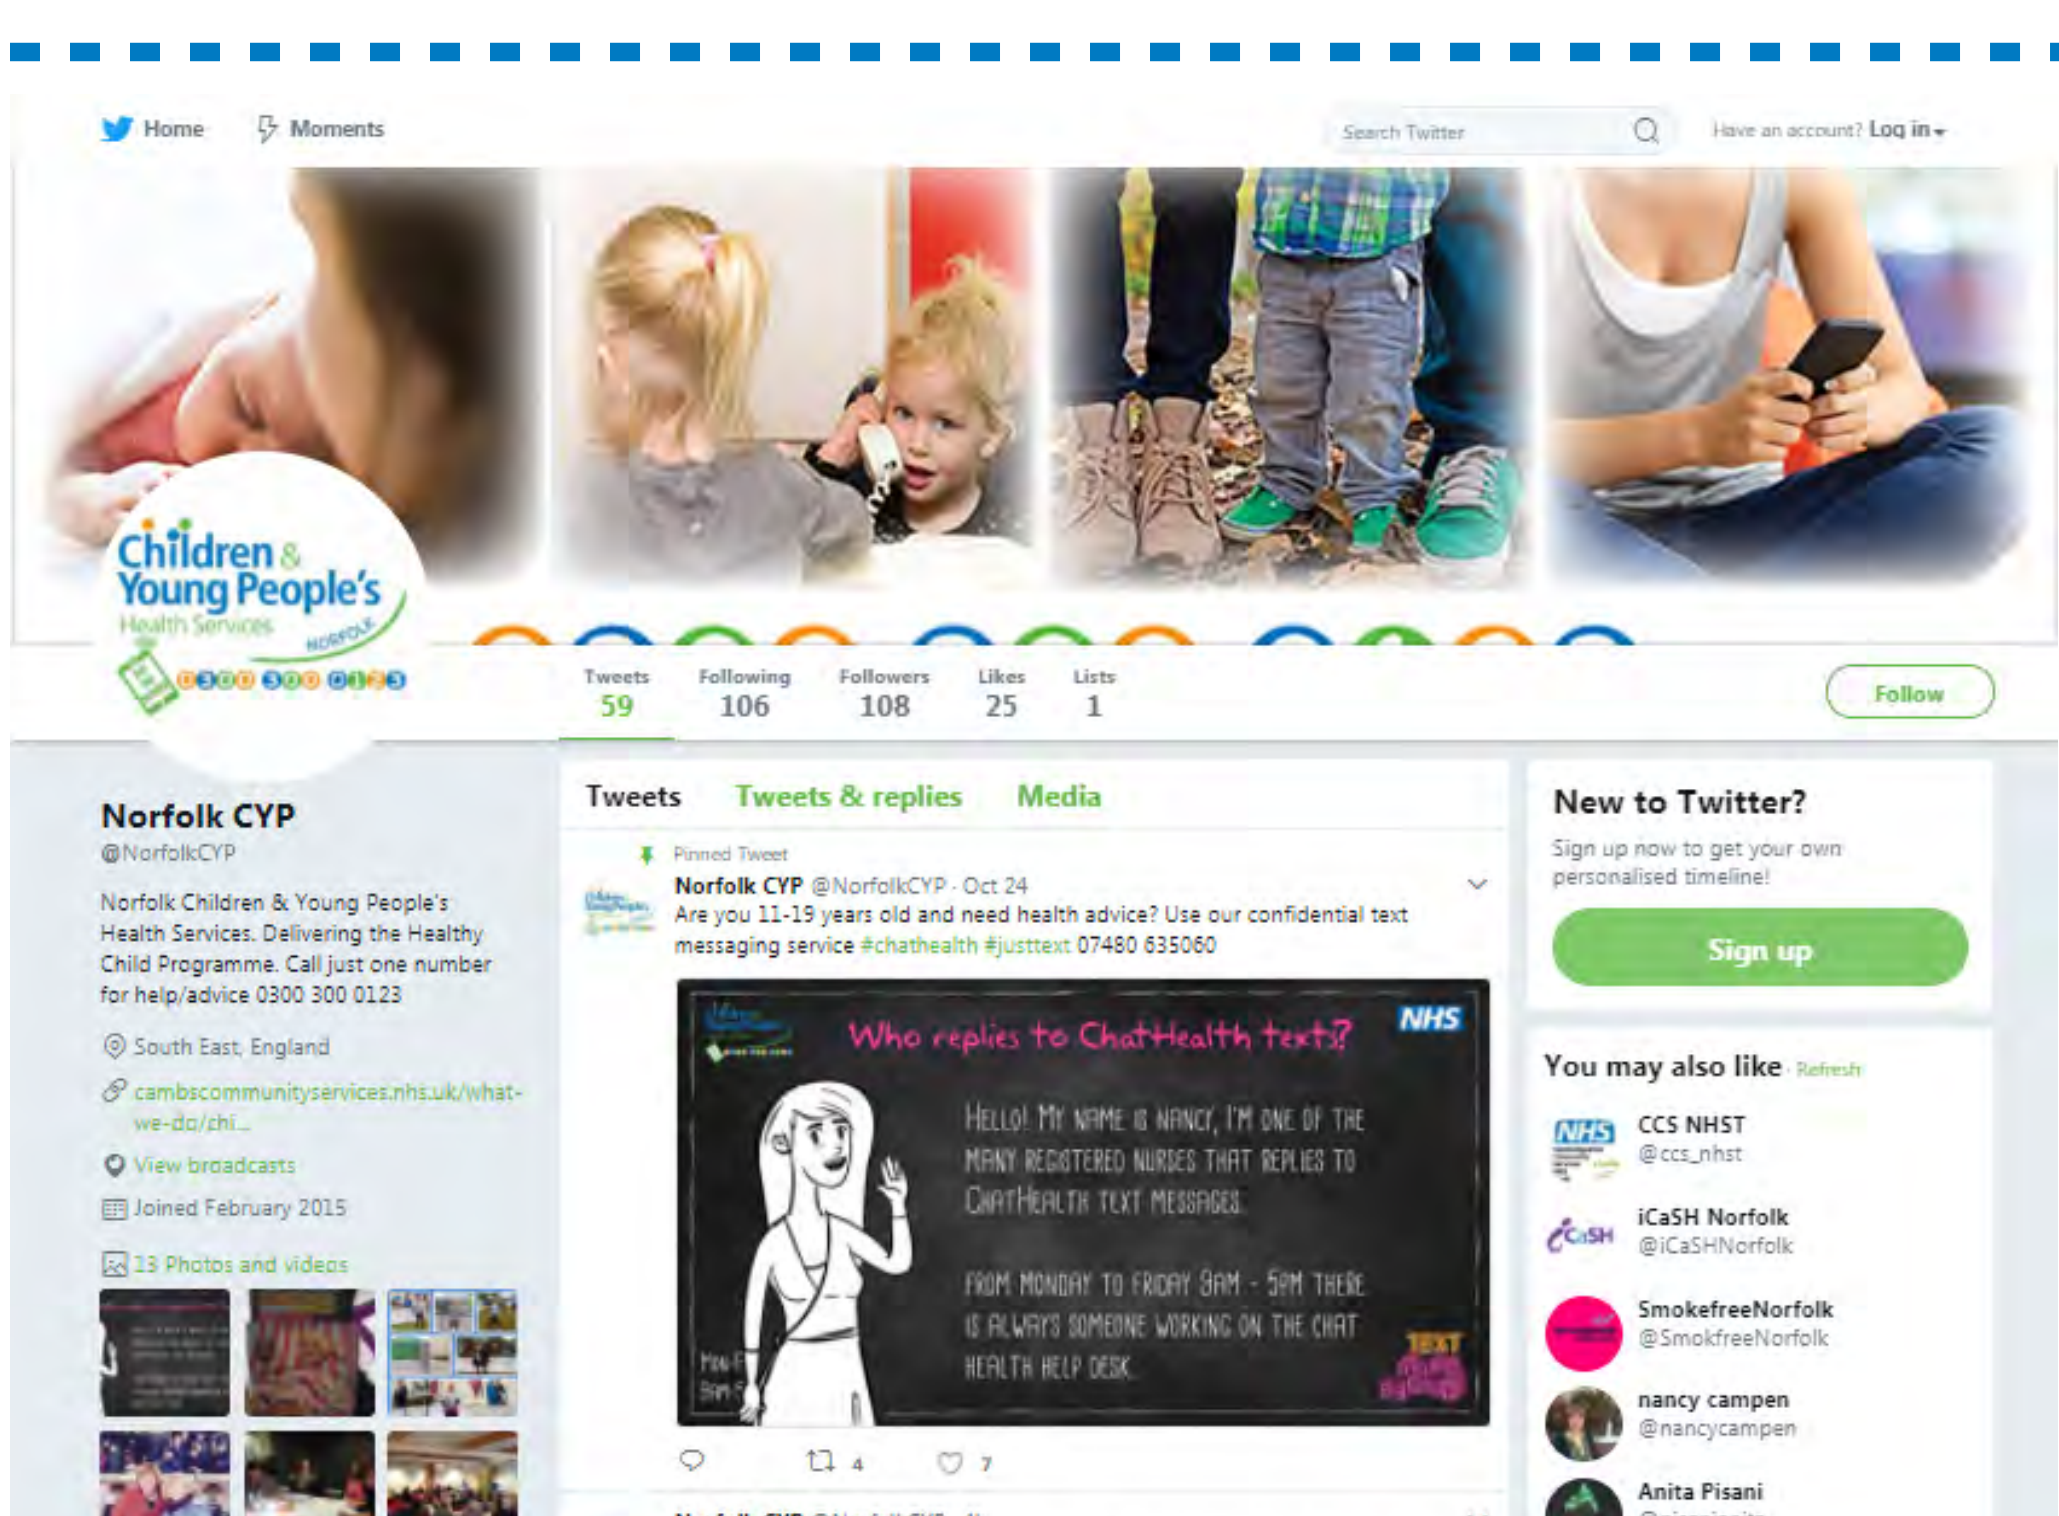 Home
Moments
Search Twitter
Have an account? Log in
Children &
Young People's
Health Services
NORFOLK
0300 300 0123
Tweets
59
Following
106
Followers
108
Likes
25
Lists
1
Follow
Norfolk CYP
@NorfolkCYP
Norfolk Children & Young People's
Health Services. Delivering the Healthy
Child Programme. Call just one number
for help/advice 0300 300 0123
South East, England
cambscommunityservices.nhs.uk/what-
we-do/chi...
View broadcasts
Joined February 2015
13 Photos and videos
Tweets
Tweets & replies
Media
Pinned Tweet
Norfolk CYP @NorfolkCYP · Oct 24
Are you 11-19 years old and need health advice? Use our confidential text
messaging service #chathealth #justtext 07480 635060
NHS
Who replies to ChatHealth texts?
HELLO! MY NAME IS NANCY, I'M ONE OF THE
MANY REGISTERED NURSES THAT REPLIES TO
CHATHEALTH TEXT MESSAGES.
FROM MONDAY TO FRIDAY 9AM - 5PM THERE
IS ALWAYS SOMEONE WORKING ON THE CHAT
HEALTH HELP DESK.
MON-F
9AM-5
TEXT
4
7
New to Twitter?
Sign up now to get your own
personalised timeline!
Sign up
You may also like · Refresh
NHS
CCS NHST
@ccs_nhst
iCaSH
iCaSH Norfolk
@iCaSHNorfolk
SmokefreeNorfolk
@SmokfreeNorfolk
nancy campen
@nancycampen
Anita Pisani